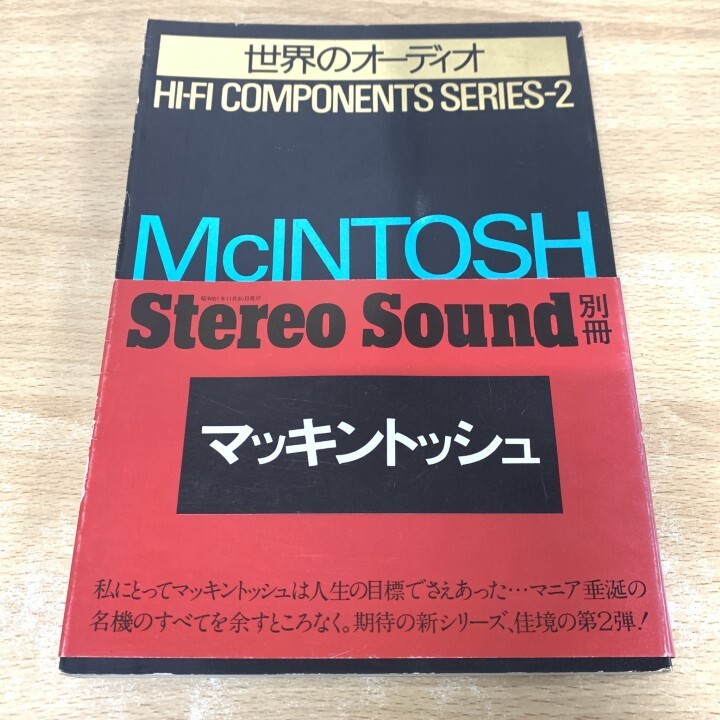 世界のオーディオ
HI-FI COMPONENTS SERIES-2
McINTOSH
Stereo Sound 別冊
マッキントッシュ
私にとってマッキントッシュは人生の目標でさえあった…マニア垂涎の
名機のすべてを余すところなく。期待の新シリーズ、佳境の第2弾!